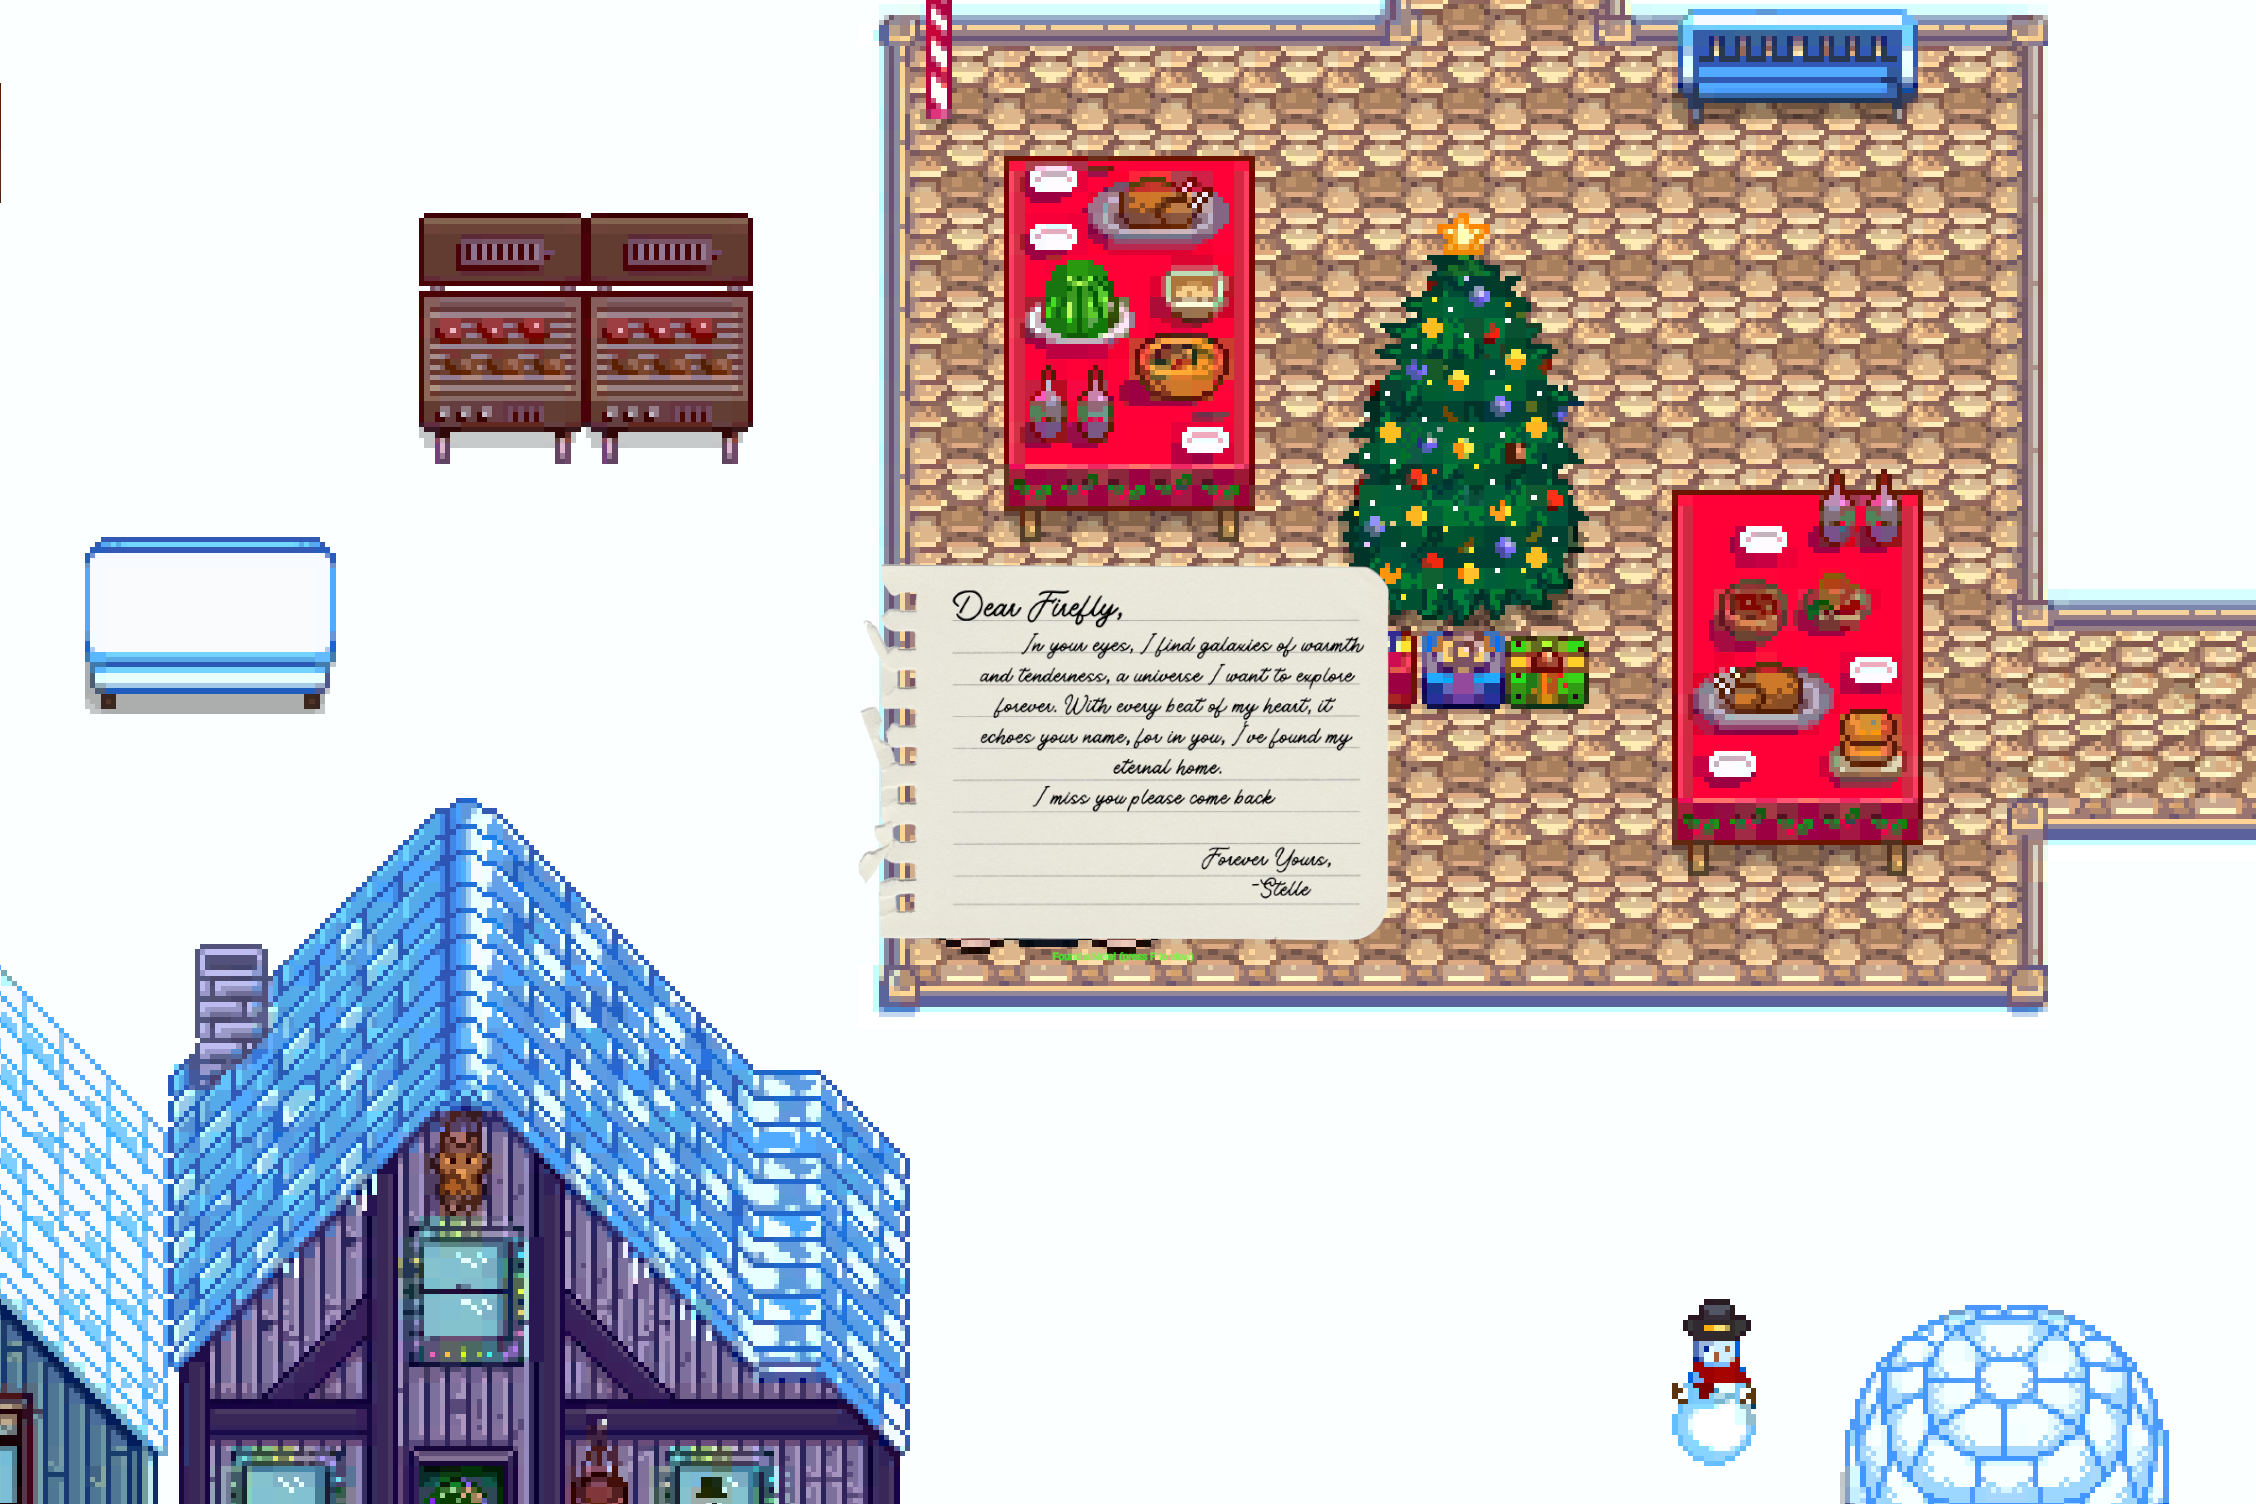 Dear Firefly,
In your eyes, I find galaxies of warmth
and tenderness, a universe I want to explore
forever. With every beat of my heart, it
echoes your name, for in you, I've found my
eternal home.
I miss you please come back
Forever Yours,
-Stelle